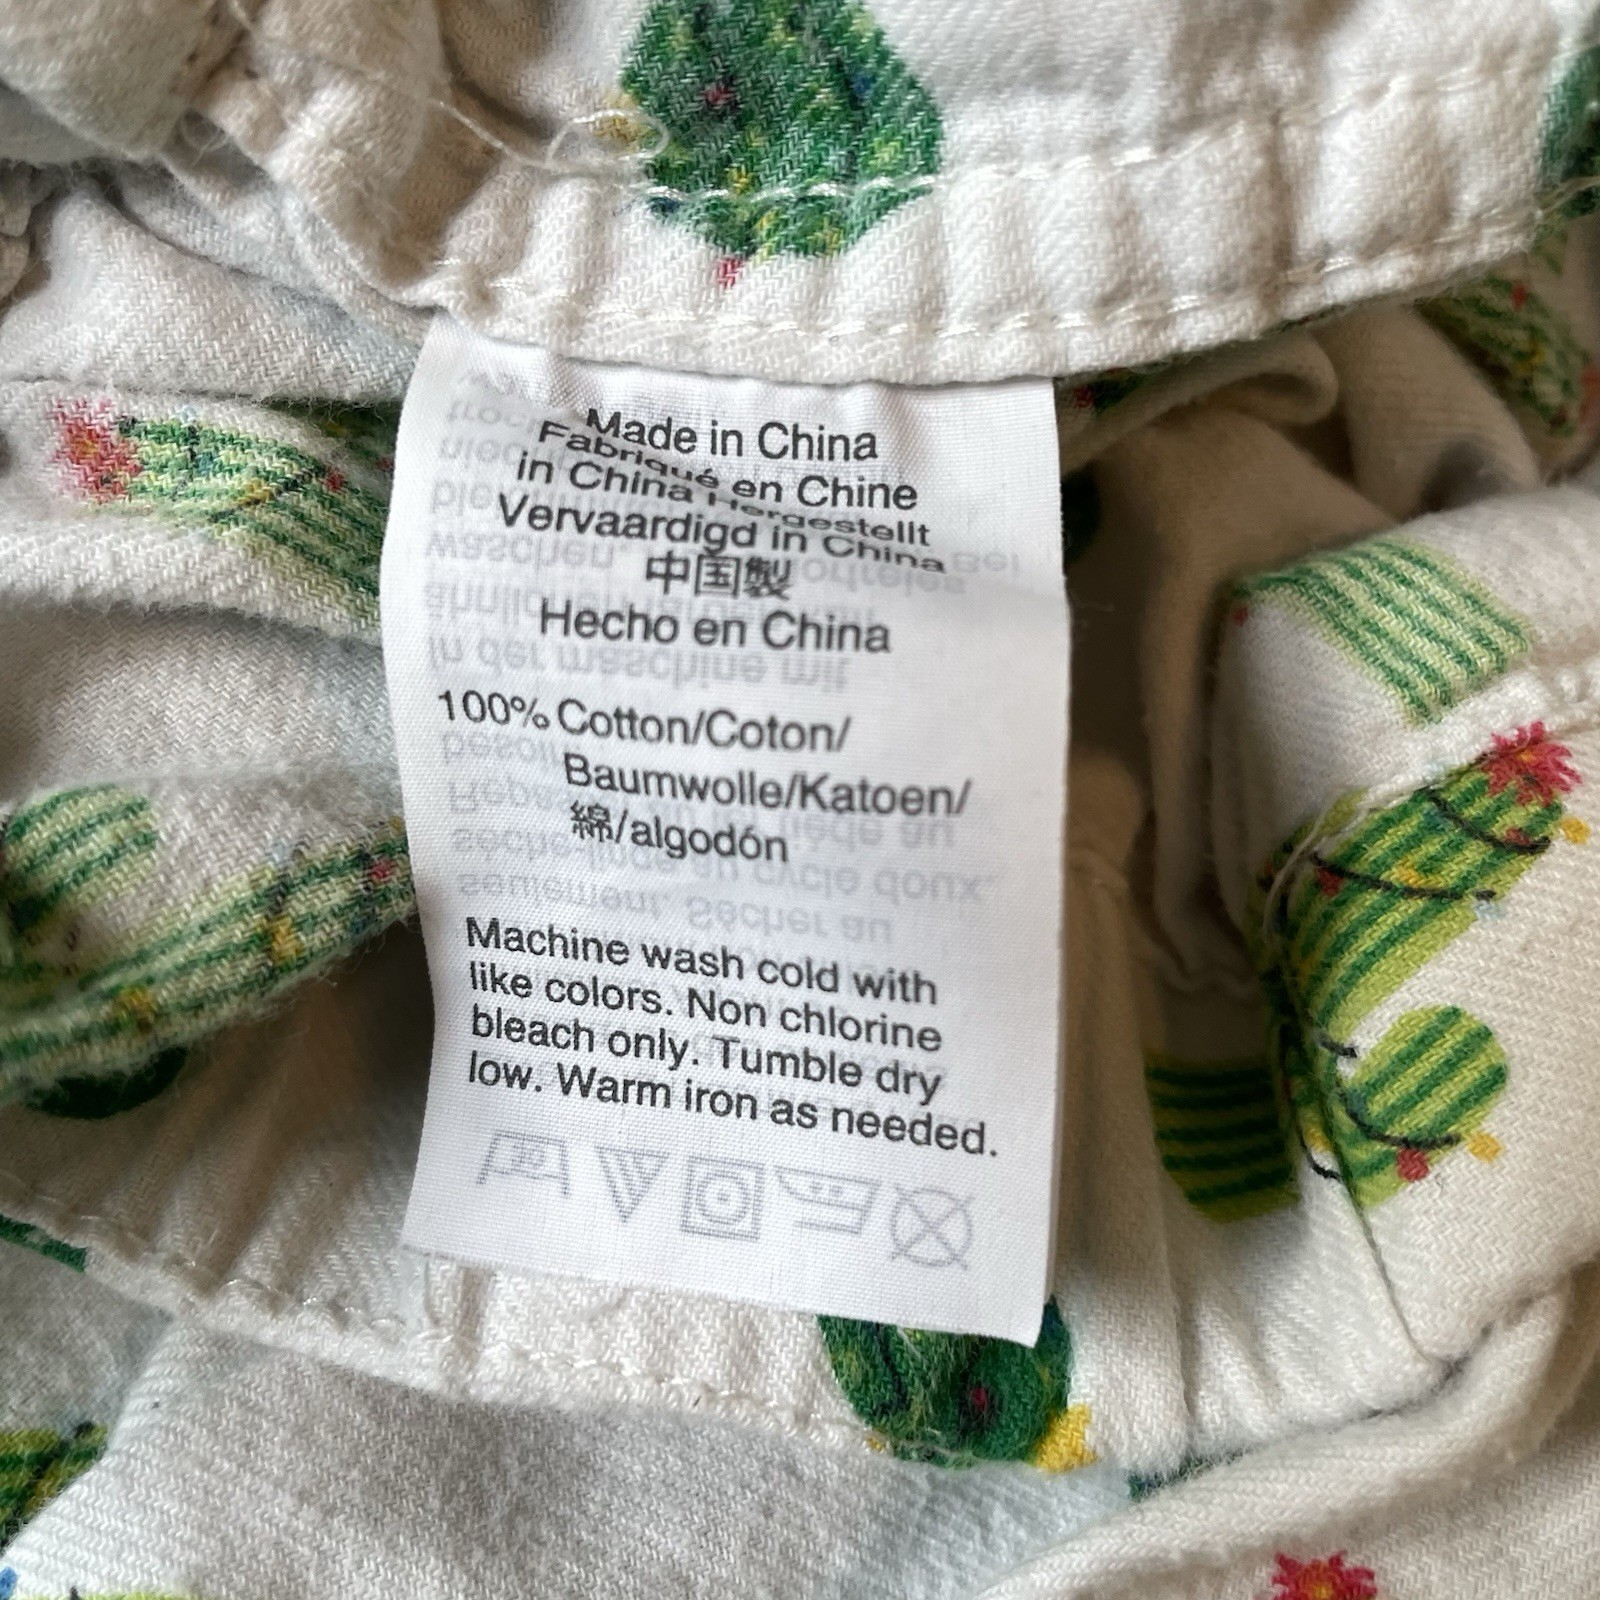 Made in China
Fabriqué en Chine
in China Hergestellt
Vervaardigd in China
中国製
Hecho en China
100% Cotton/Coton/
Baumwolle/Katoen/
綿/algodón
Machine wash cold with
like colors. Non chlorine
bleach only. Tumble dry
low. Warm iron as needed.